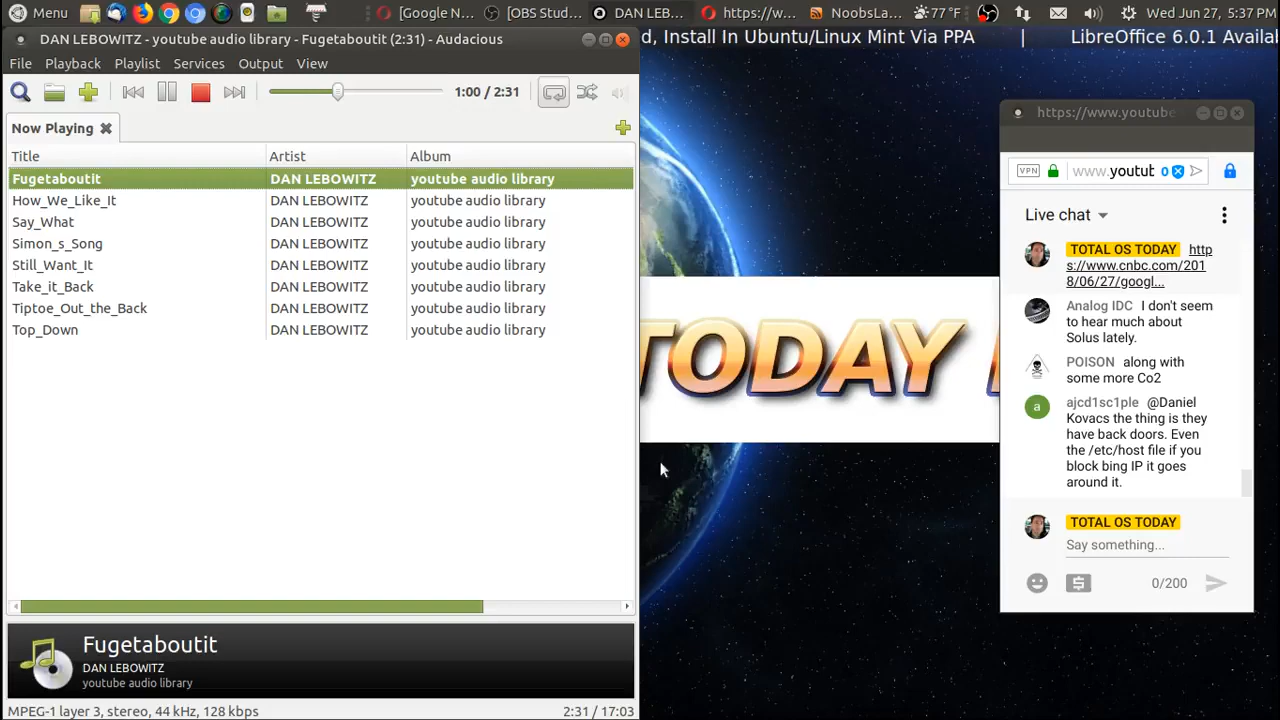 Menu
[Google N...
[OBS Stud...
DAN LEB...
https://w...
NoobsLa...
77 °F
Wed Jun 27, 5:37 PM
DAN LEBOWITZ - youtube audio library - Fugetaboutit (2:31) - Audacious
d, Install In Ubuntu/Linux Mint Via PPA | LibreOffice 6.0.1 Availab
File Playback Playlist Services Output View
1:00 / 2:31
Now Playing
Title Artist Album
Fugetaboutit DAN LEBOWITZ youtube audio library
How_We_Like_It DAN LEBOWITZ youtube audio library
Say_What DAN LEBOWITZ youtube audio library
Simon_s_Song DAN LEBOWITZ youtube audio library
Still_Want_It DAN LEBOWITZ youtube audio library
Take_it_Back DAN LEBOWITZ youtube audio library
Tiptoe_Out_the_Back DAN LEBOWITZ youtube audio library
Top_Down DAN LEBOWITZ youtube audio library
Fugetaboutit
DAN LEBOWITZ
youtube audio library
MPEG-1 layer 3, stereo, 44 kHz, 128 kbps 2:31 / 17:03
TODAY
https://www.youtube
VPN www.youtub 0
Live chat
TOTAL OS TODAY http
s://www.cnbc.com/201
8/06/27/googl...
Analog IDC I don't seem
to hear much about
Solus lately.
POISON along with
some more Co2
a
ajcd1sc1ple @Daniel
Kovacs the thing is they
have back doors. Even
the /etc/host file if you
block bing IP it goes
around it.
TOTAL OS TODAY
Say something...
0/200